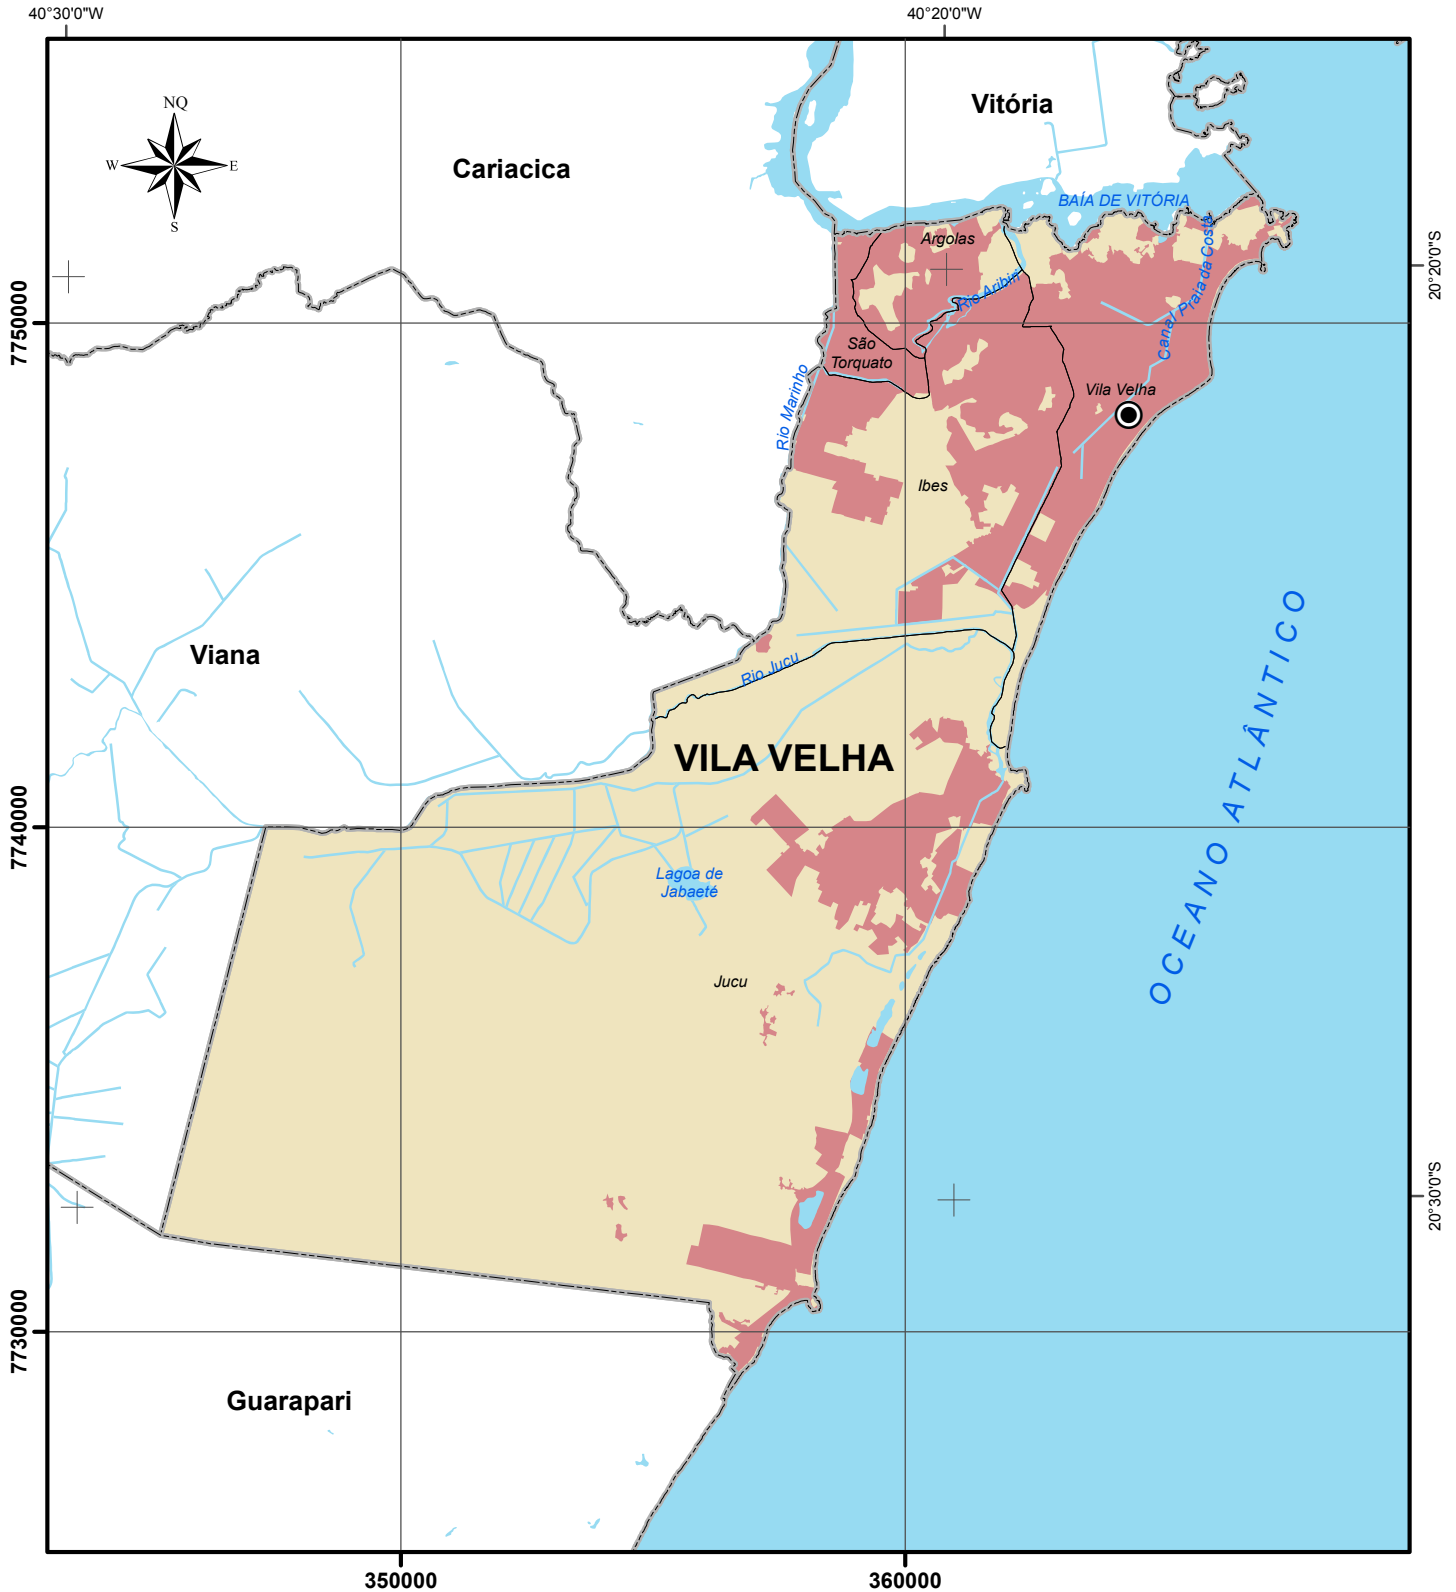 40°30'0"W
40°20'0"W
NQ
W
E
S
Vitória
Cariacica
BAÍA DE VITÓRIA
Argolas
Rio Aribiri
Canal Praia da Costa
20°20'0"S
7750000
São
Torquato
Rio Marinho
Vila Velha
Ibes
Viana
Rio Jucu
OCEANO ATLÂNTICO
VILA VELHA
7740000
Lagoa de
Jabaeté
Jucu
20°30'0"S
7730000
Guarapari
350000
360000